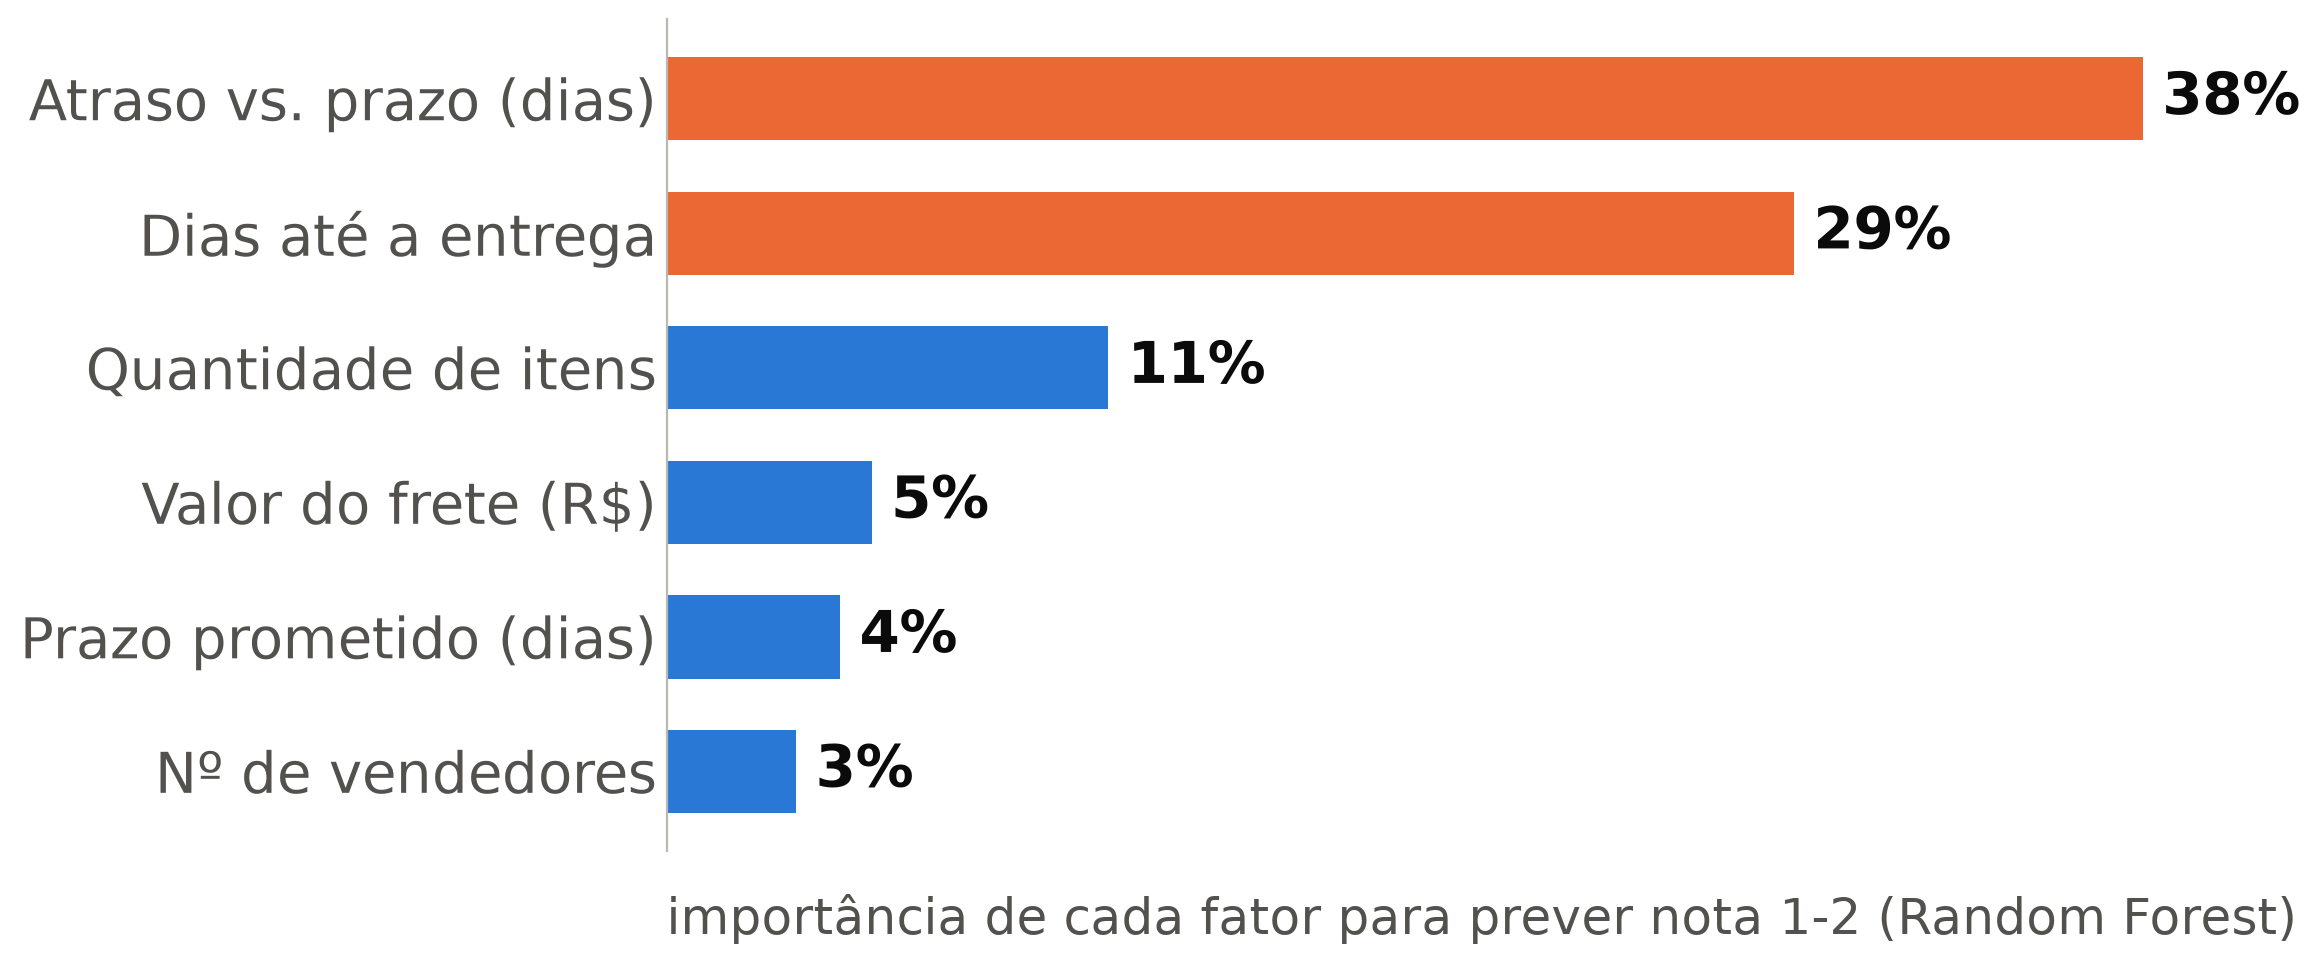 Atraso vs. prazo (dias) 38%
Dias até a entrega 29%
Quantidade de itens 11%
Valor do frete (R$) 5%
Prazo prometido (dias) 4%
Nº de vendedores 3%
importância de cada fator para prever nota 1-2 (Random Forest)